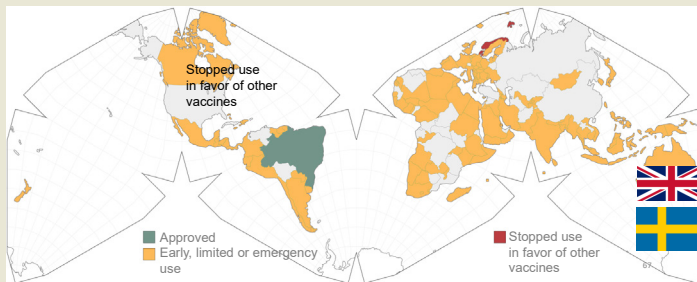 Stopped use
in favor of other
vaccines
Approved
Early, limited or emergency
use
Stopped use
in favor of other
vaccines
67